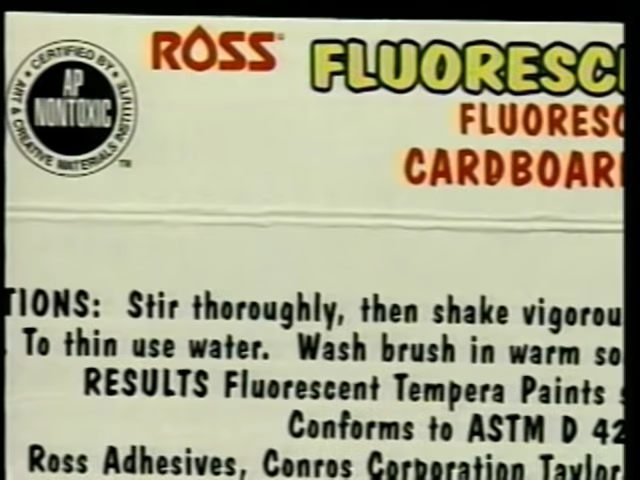 CERTIFIED BY
ART & CREATIVE MATERIALS INSTITUTE
AP
NONTOXIC
TM
ROSS
FLUORESC
FLUORESC
CARDBOAR
TIONS: Stir thoroughly, then shake vigorou
. To thin use water. Wash brush in warm so
RESULTS Fluorescent Tempera Paints s
Conforms to ASTM D 42
Ross Adhesives, Conros Corporation Taylor